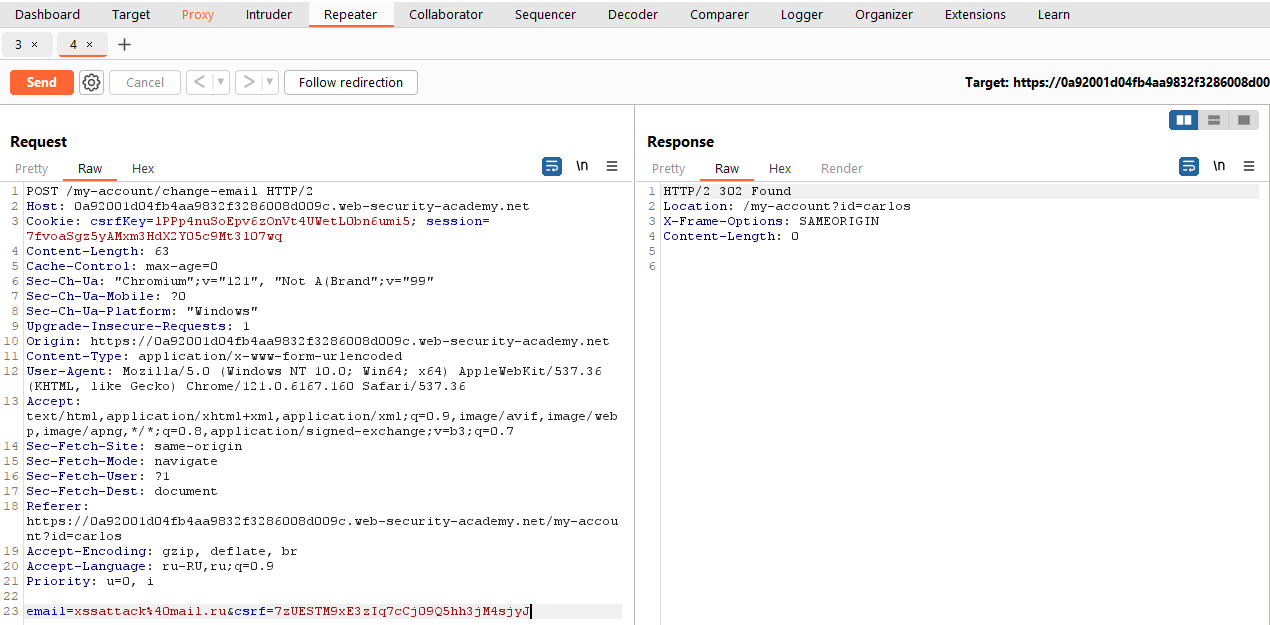 Dashboard Target Proxy Intruder Repeater Collaborator Sequencer Decoder Comparer Logger Organizer Extensions Learn
3 × 4 × +
Send Cancel < ▼ > ▼ Follow redirection Target: https://0a92001d04fb4aa9832f3286008d00
Request
Pretty Raw Hex \n
1 POST /my-account/change-email HTTP/2
2 Host: 0a92001d04fb4aa9832f3286008d009c.web-security-academy.net
3 Cookie: csrfKey=lPPp4nuSoEpv6zOnVt4UWetL0bn6umi5; session=
7fvoaSgz5yAMxm3HdX2Y05c9Mt3l07wq
4 Content-Length: 63
5 Cache-Control: max-age=0
6 Sec-Ch-Ua: "Chromium";v="121", "Not A(Brand";v="99"
7 Sec-Ch-Ua-Mobile: ?0
8 Sec-Ch-Ua-Platform: "Windows"
9 Upgrade-Insecure-Requests: 1
10 Origin: https://0a92001d04fb4aa9832f3286008d009c.web-security-academy.net
11 Content-Type: application/x-www-form-urlencoded
12 User-Agent: Mozilla/5.0 (Windows NT 10.0; Win64; x64) AppleWebKit/537.36
(KHTML, like Gecko) Chrome/121.0.6167.160 Safari/537.36
13 Accept:
text/html,application/xhtml+xml,application/xml;q=0.9,image/avif,image/web
p,image/apng,*/*;q=0.8,application/signed-exchange;v=b3;q=0.7
14 Sec-Fetch-Site: same-origin
15 Sec-Fetch-Mode: navigate
16 Sec-Fetch-User: ?1
17 Sec-Fetch-Dest: document
18 Referer:
https://0a92001d04fb4aa9832f3286008d009c.web-security-academy.net/my-accou
nt?id=carlos
19 Accept-Encoding: gzip, deflate, br
20 Accept-Language: ru-RU,ru;q=0.9
21 Priority: u=0, i
22
23 email=xssattack%40mail.ru&csrf=7zUESTM9xE3zIq7cCj09Q5hh3jM4sjyJ
Response
Pretty Raw Hex Render \n
1 HTTP/2 302 Found
2 Location: /my-account?id=carlos
3 X-Frame-Options: SAMEORIGIN
4 Content-Length: 0
5
6